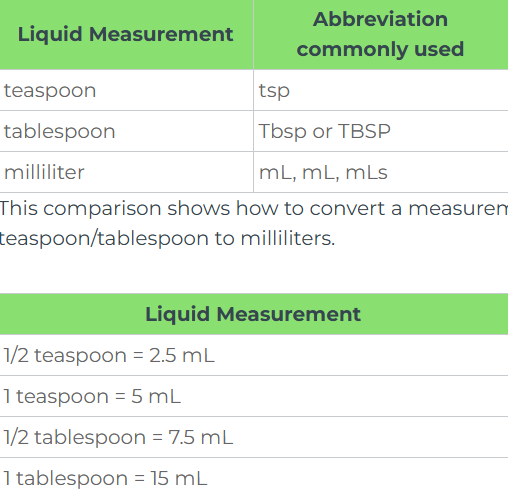 Liquid Measurement
Abbreviation
commonly used
teaspoon
tsp
tablespoon
Tbsp or TBSP
milliliter
mL, mL, mLs
This comparison shows how to convert a
teaspoon/tablespoon to milliliters.
Liquid Measurement
1/2 teaspoon = 2.5 mL
1 teaspoon = 5 mL
1/2 tablespoon = 7.5 mL
1 tablespoon = 15 mL